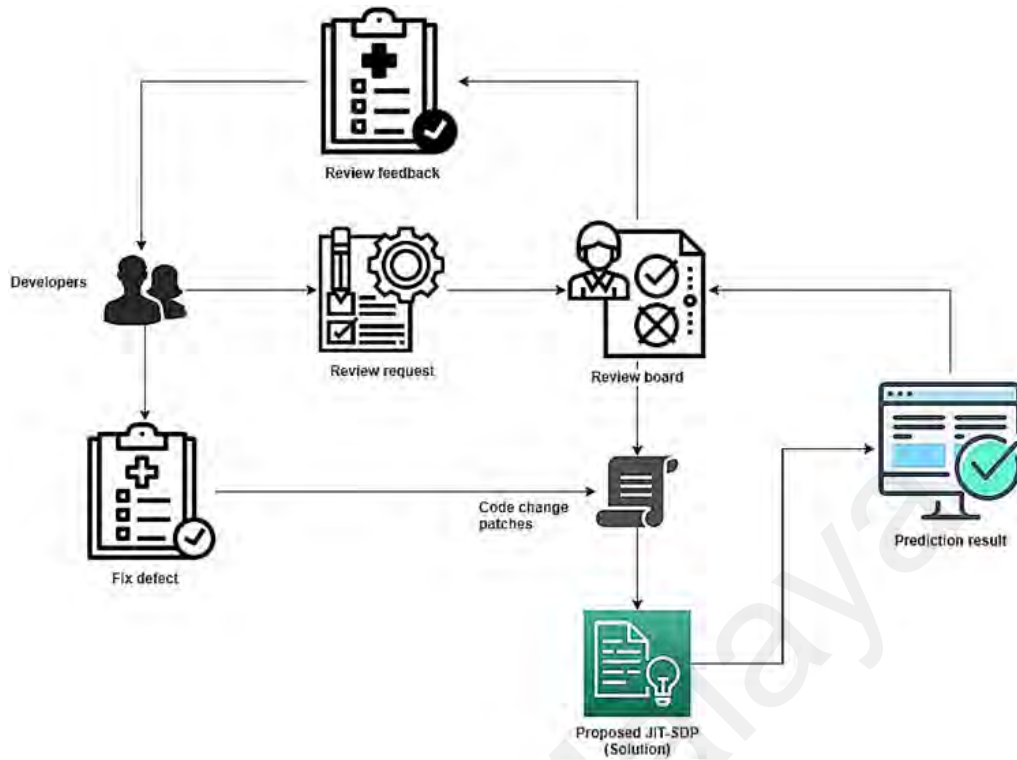 Review feedback
Developers
Review request
Review board
Code change
patches
Fix defect
Prediction result
Proposed JIT-SDP
(Solution)